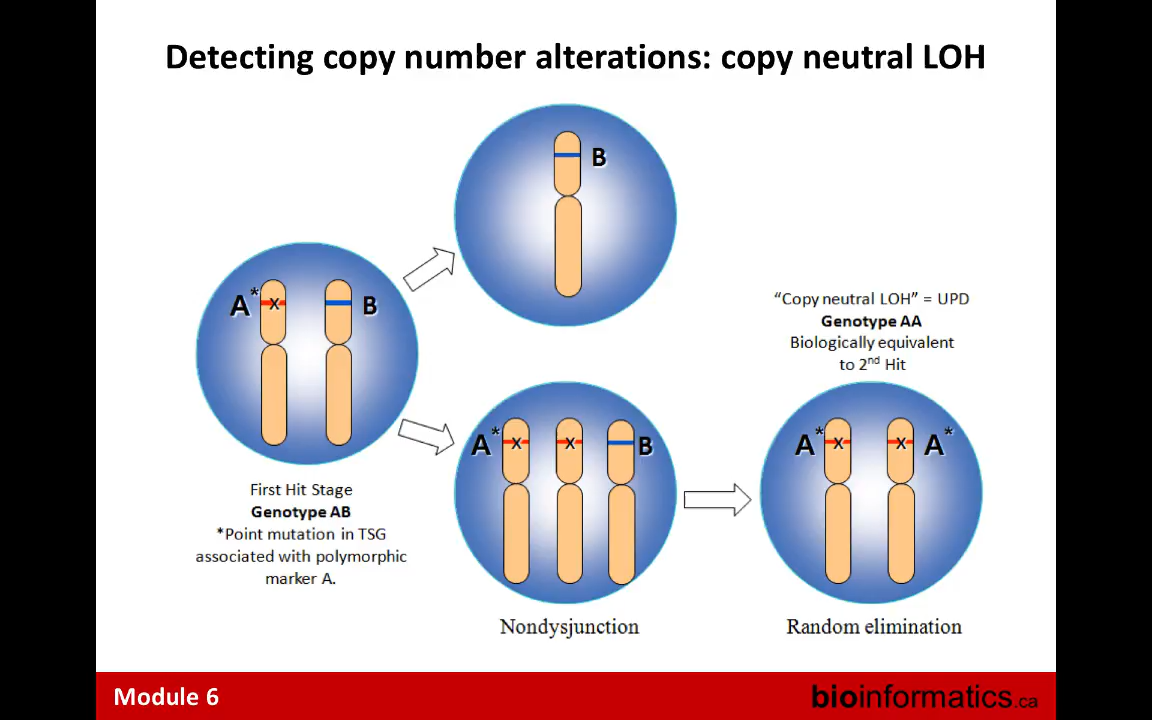 Detecting copy number alterations: copy neutral LOH
B
A* x
B
"Copy neutral LOH" = UPD
Genotype AA
Biologically equivalent
to 2nd Hit
A* x x B
A* x x A*
First Hit Stage
Genotype AB
*Point mutation in TSG
associated with polymorphic
marker A.
Nondysjunction
Random elimination
Module 6
bioinformatics.ca